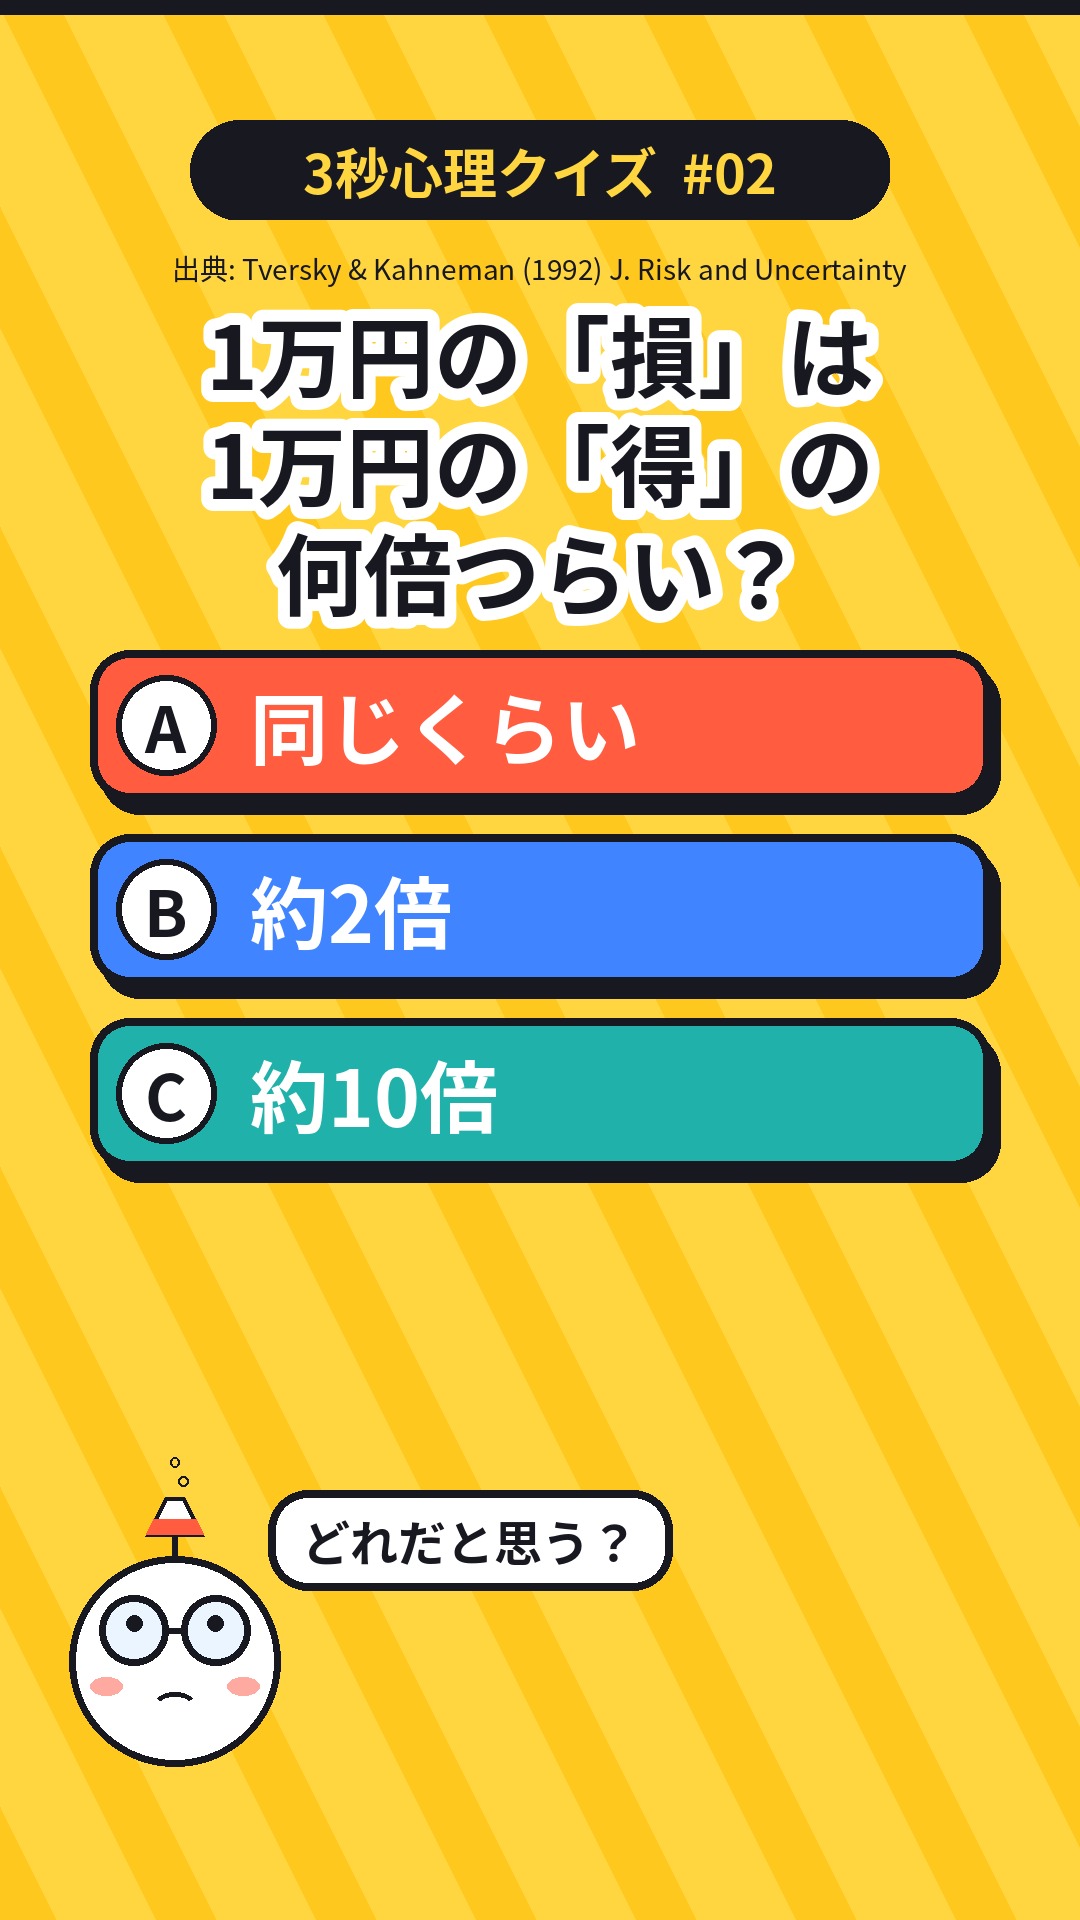 3秒心理クイズ #02
出典: Tversky & Kahneman (1992) J. Risk and Uncertainty
1万円の「損」は
1万円の「得」の
何倍つらい？
A 同じくらい
B 約2倍
C 約10倍
どれだと思う？